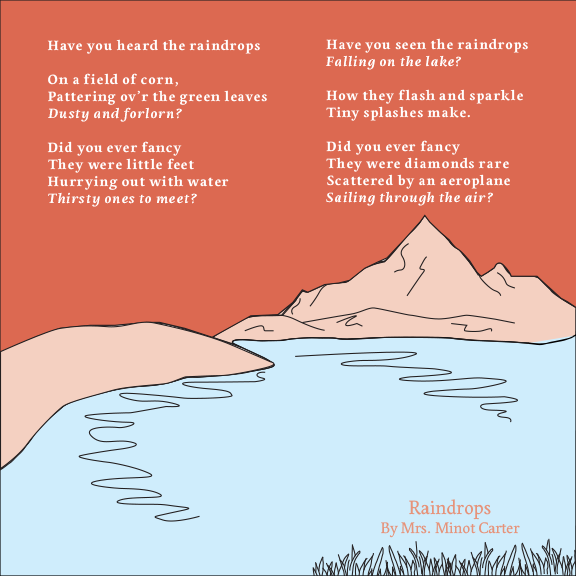 Have you heard the raindrops
On a field of corn,
Pattering ov'r the green leaves
Dusty and forlorn?
Did you ever fancy
They were little feet
Hurrying out with water
Thirsty ones to meet?
Have you seen the raindrops
Falling on the lake?
How they flash and sparkle
Tiny splashes make.
Did you ever fancy
They were diamonds rare
Scattered by an aeroplane
Sailing through the air?
Raindrops
By Mrs. Minot Carter